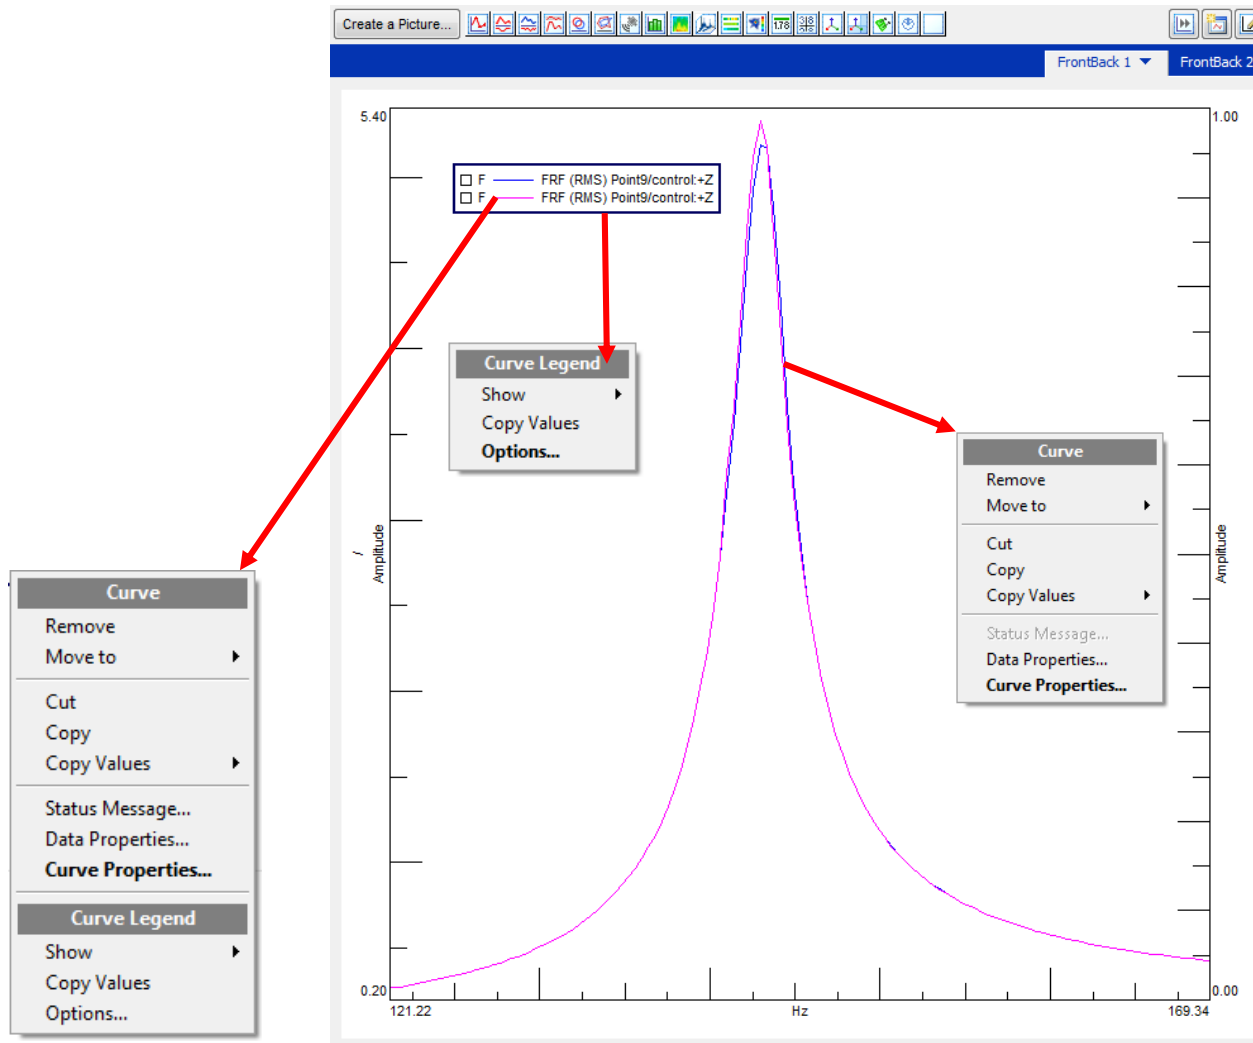 Create a Picture...
1.78
FrontBack 1
FrontBack 2
5.40
1.00
F FRF (RMS) Point9/control:+Z
F FRF (RMS) Point9/control:+Z
Curve Legend
Show
Copy Values
Options...
Curve
Remove
Move to
Cut
Copy
Copy Values
Status Message...
Data Properties...
Curve Properties...
/
Amplitude
Amplitude
Curve
Remove
Move to
Cut
Copy
Copy Values
Status Message...
Data Properties...
Curve Properties...
Curve Legend
Show
Copy Values
Options...
0.20
0.00
121.22
Hz
169.34